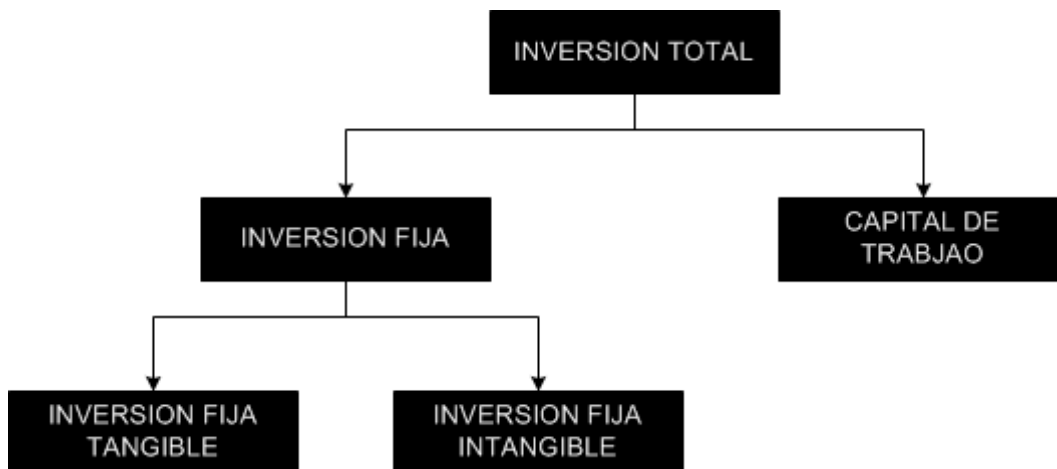 INVERSION TOTAL
INVERSION FIJA
CAPITAL DE
TRABJAO
INVERSION FIJA
TANGIBLE
INVERSION FIJA
INTANGIBLE